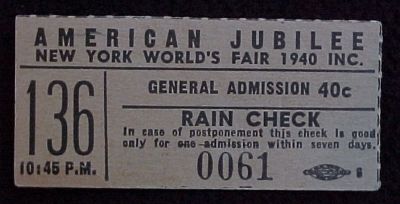 AMERICAN JUBILEE
NEW YORK WORLD'S FAIR 1940 INC.
136
10:45 P.M.
GENERAL ADMISSION 40c
RAIN CHECK
In case of postponement this check is good
only for one admission within seven days.
0061
6